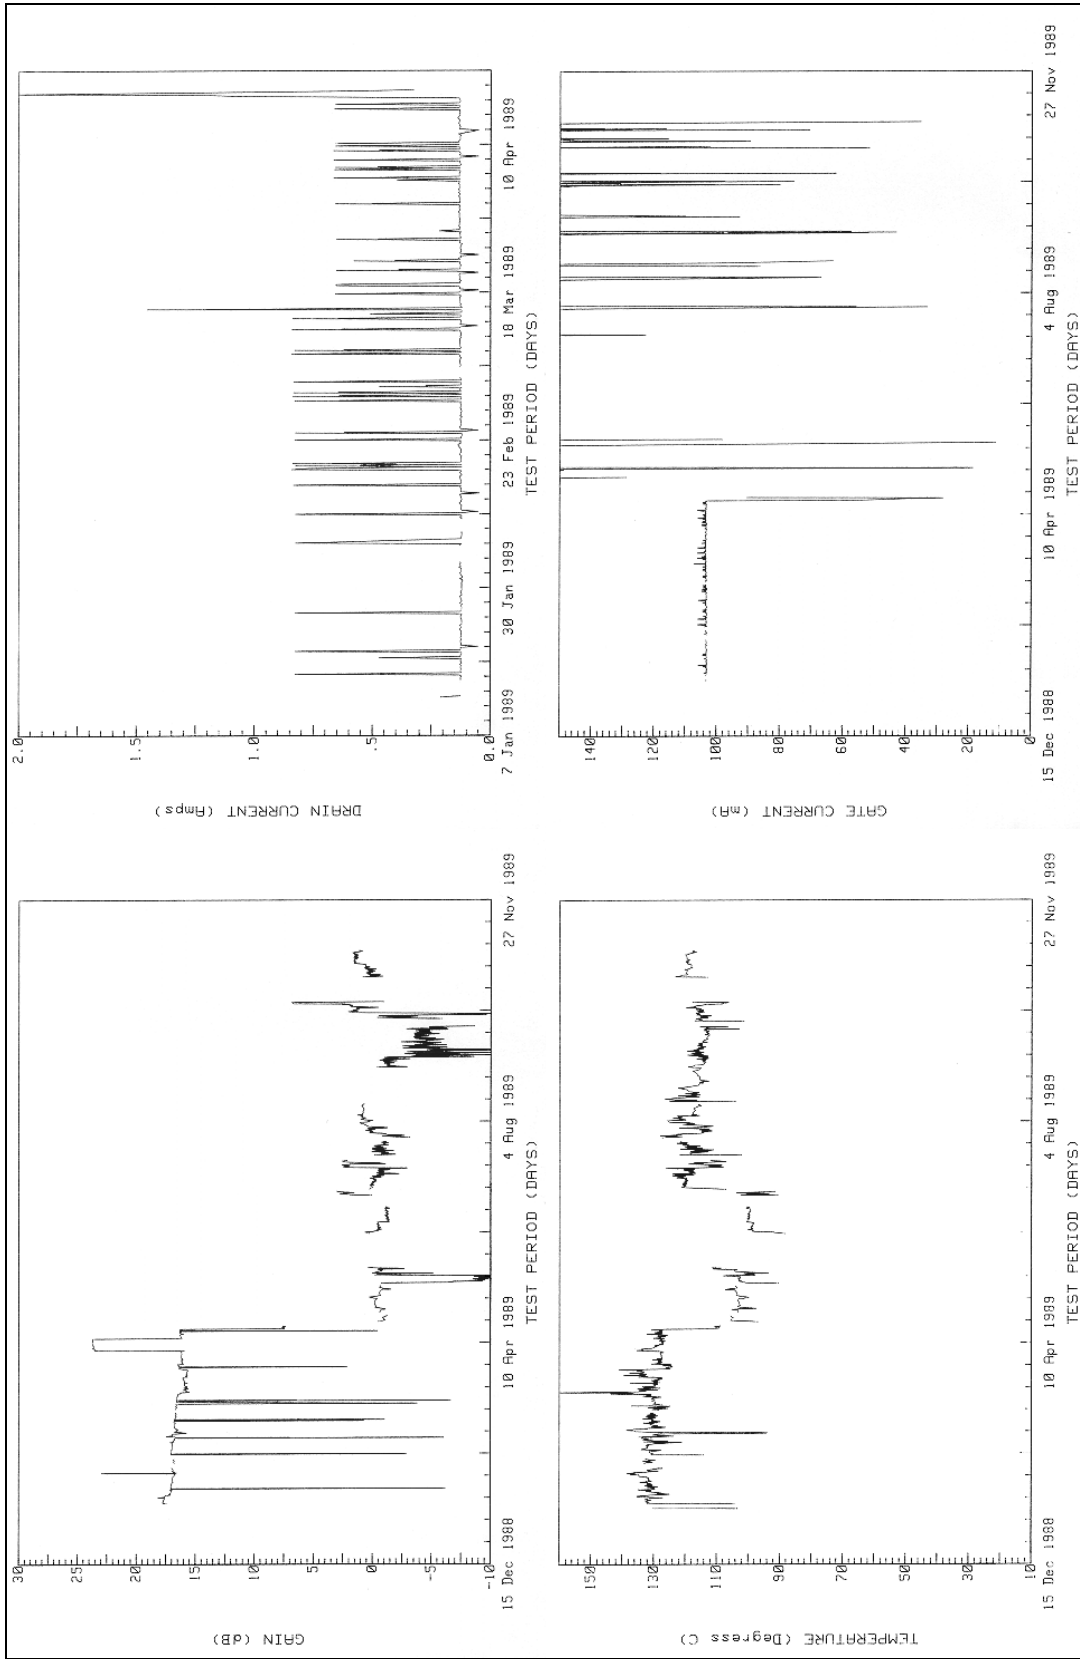 GAIN (dB)
30
20
5
0
-5
-10
15 Dec 1988
10 Apr 1989
4 Aug 1989
27 Nov 1989
TEST PERIOD (DAYS)
DRAIN CURRENT (Amps)
2.0
1.5
1.0
.5
0.0
7 Jan 1989
30 Jan 1989
23 Feb 1989
18 Mar 1989
10 Apr 1989
TEST PERIOD (DAYS)
TEMPERATURE (Degress C)
150
130
110
90
70
50
30
10
15 Dec 1988
10 Apr 1989
4 Aug 1989
27 Nov 1989
TEST PERIOD (DAYS)
GATE CURRENT (mA)
140
120
100
80
60
40
20
0
15 Dec 1988
10 Apr 1989
4 Aug 1989
27 Nov 1989
TEST PERIOD (DAYS)